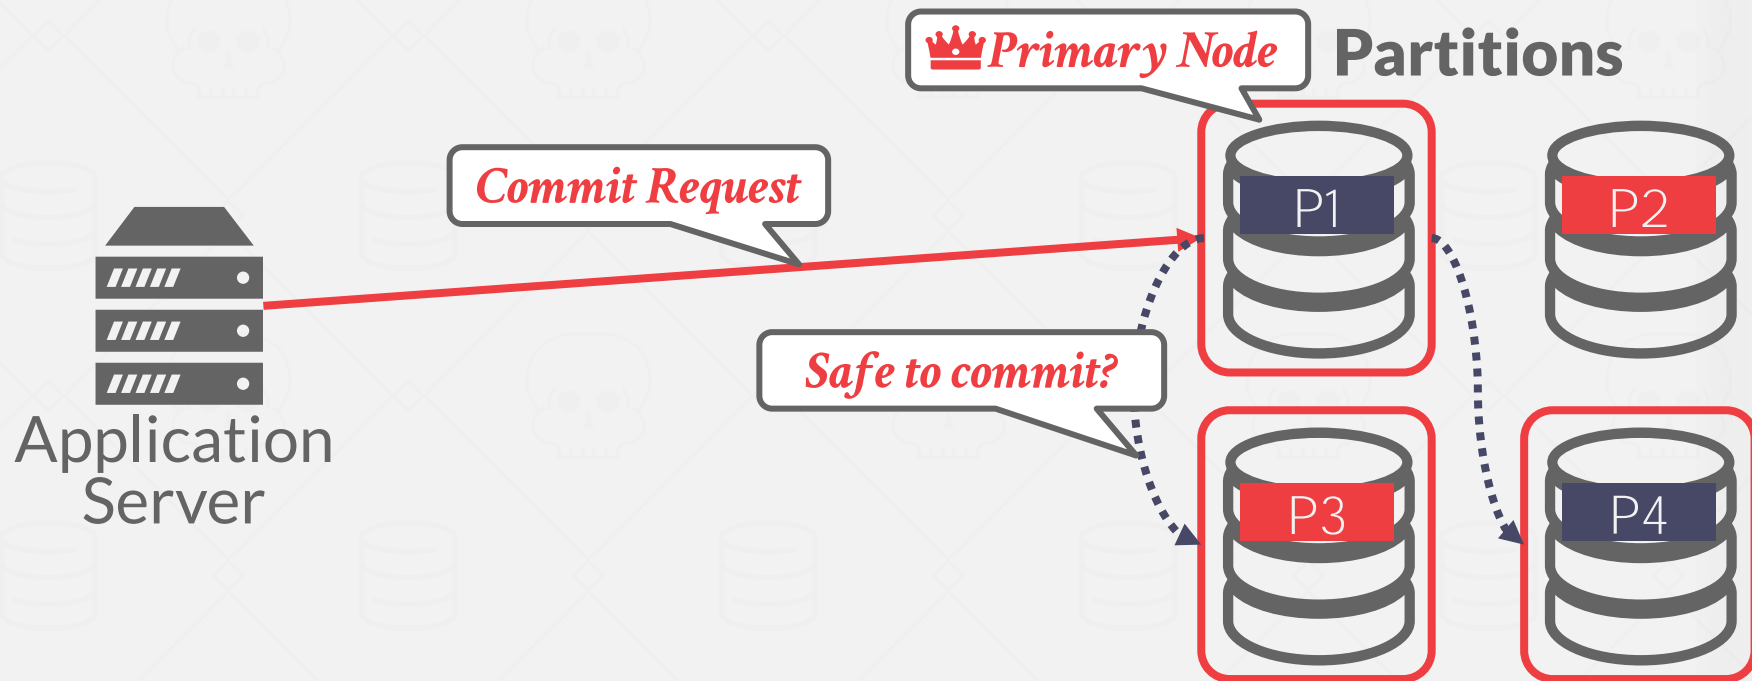 Primary Node
Partitions
Commit Request
P1
P2
Safe to commit?
Application
Server
P3
P4